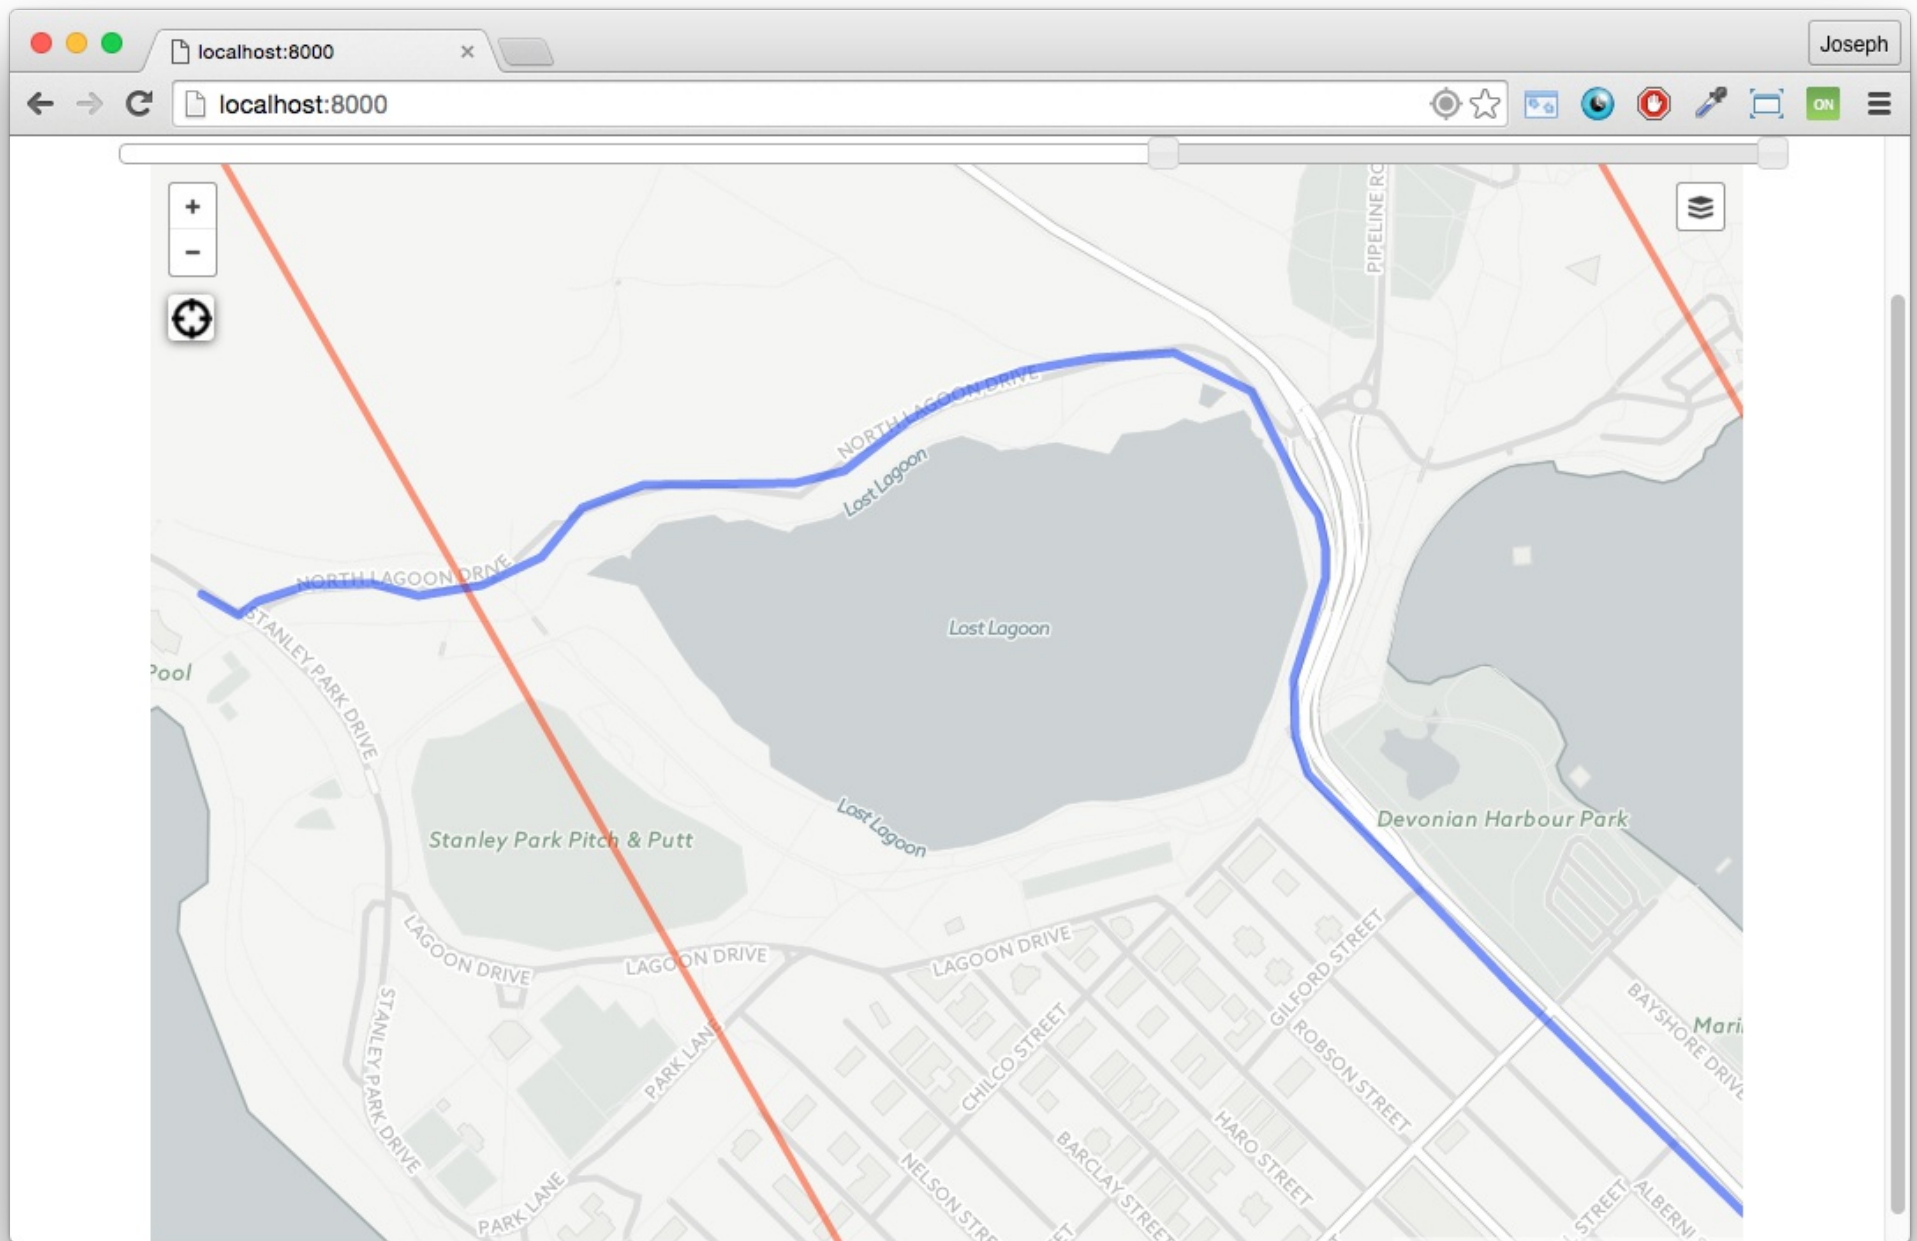 localhost:8000
Joseph
localhost:8000
ON
PIPELINE
+
−
NORTH LAGOON DRIVE
Lost Lagoon
NORTH LAGOON DRIVE
STANLEY PARK DRIVE
Lost Lagoon
Pool
Lost Lagoon
Devonian Harbour Park
Stanley Park Pitch & Putt
LAGOON DRIVE
LAGOON DRIVE
LAGOON DRIVE
GILFORD STREET
BAYSHORE DRIVE
STANLEY PARK DRIVE
PARK LANE
CHILCO STREET
ROBSON STREET
HARO STREET
BARCLAY STREET
NELSON
PARK LANE
STREET
ALBERNI